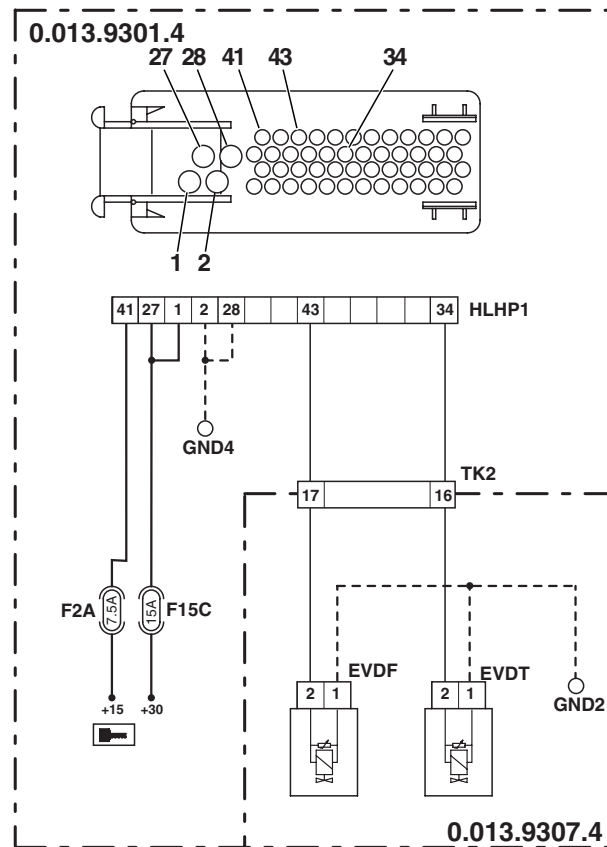 0.013.9301.4
27 28 41 43 34
1 2
41 27 1 2 28 43 34 HLHP1
GND4
TK2
17 16
F2A 7.5A 15A F15C
EVDF EVDT
2 1 2 1
GND2
+15 +30
0.013.9307.4